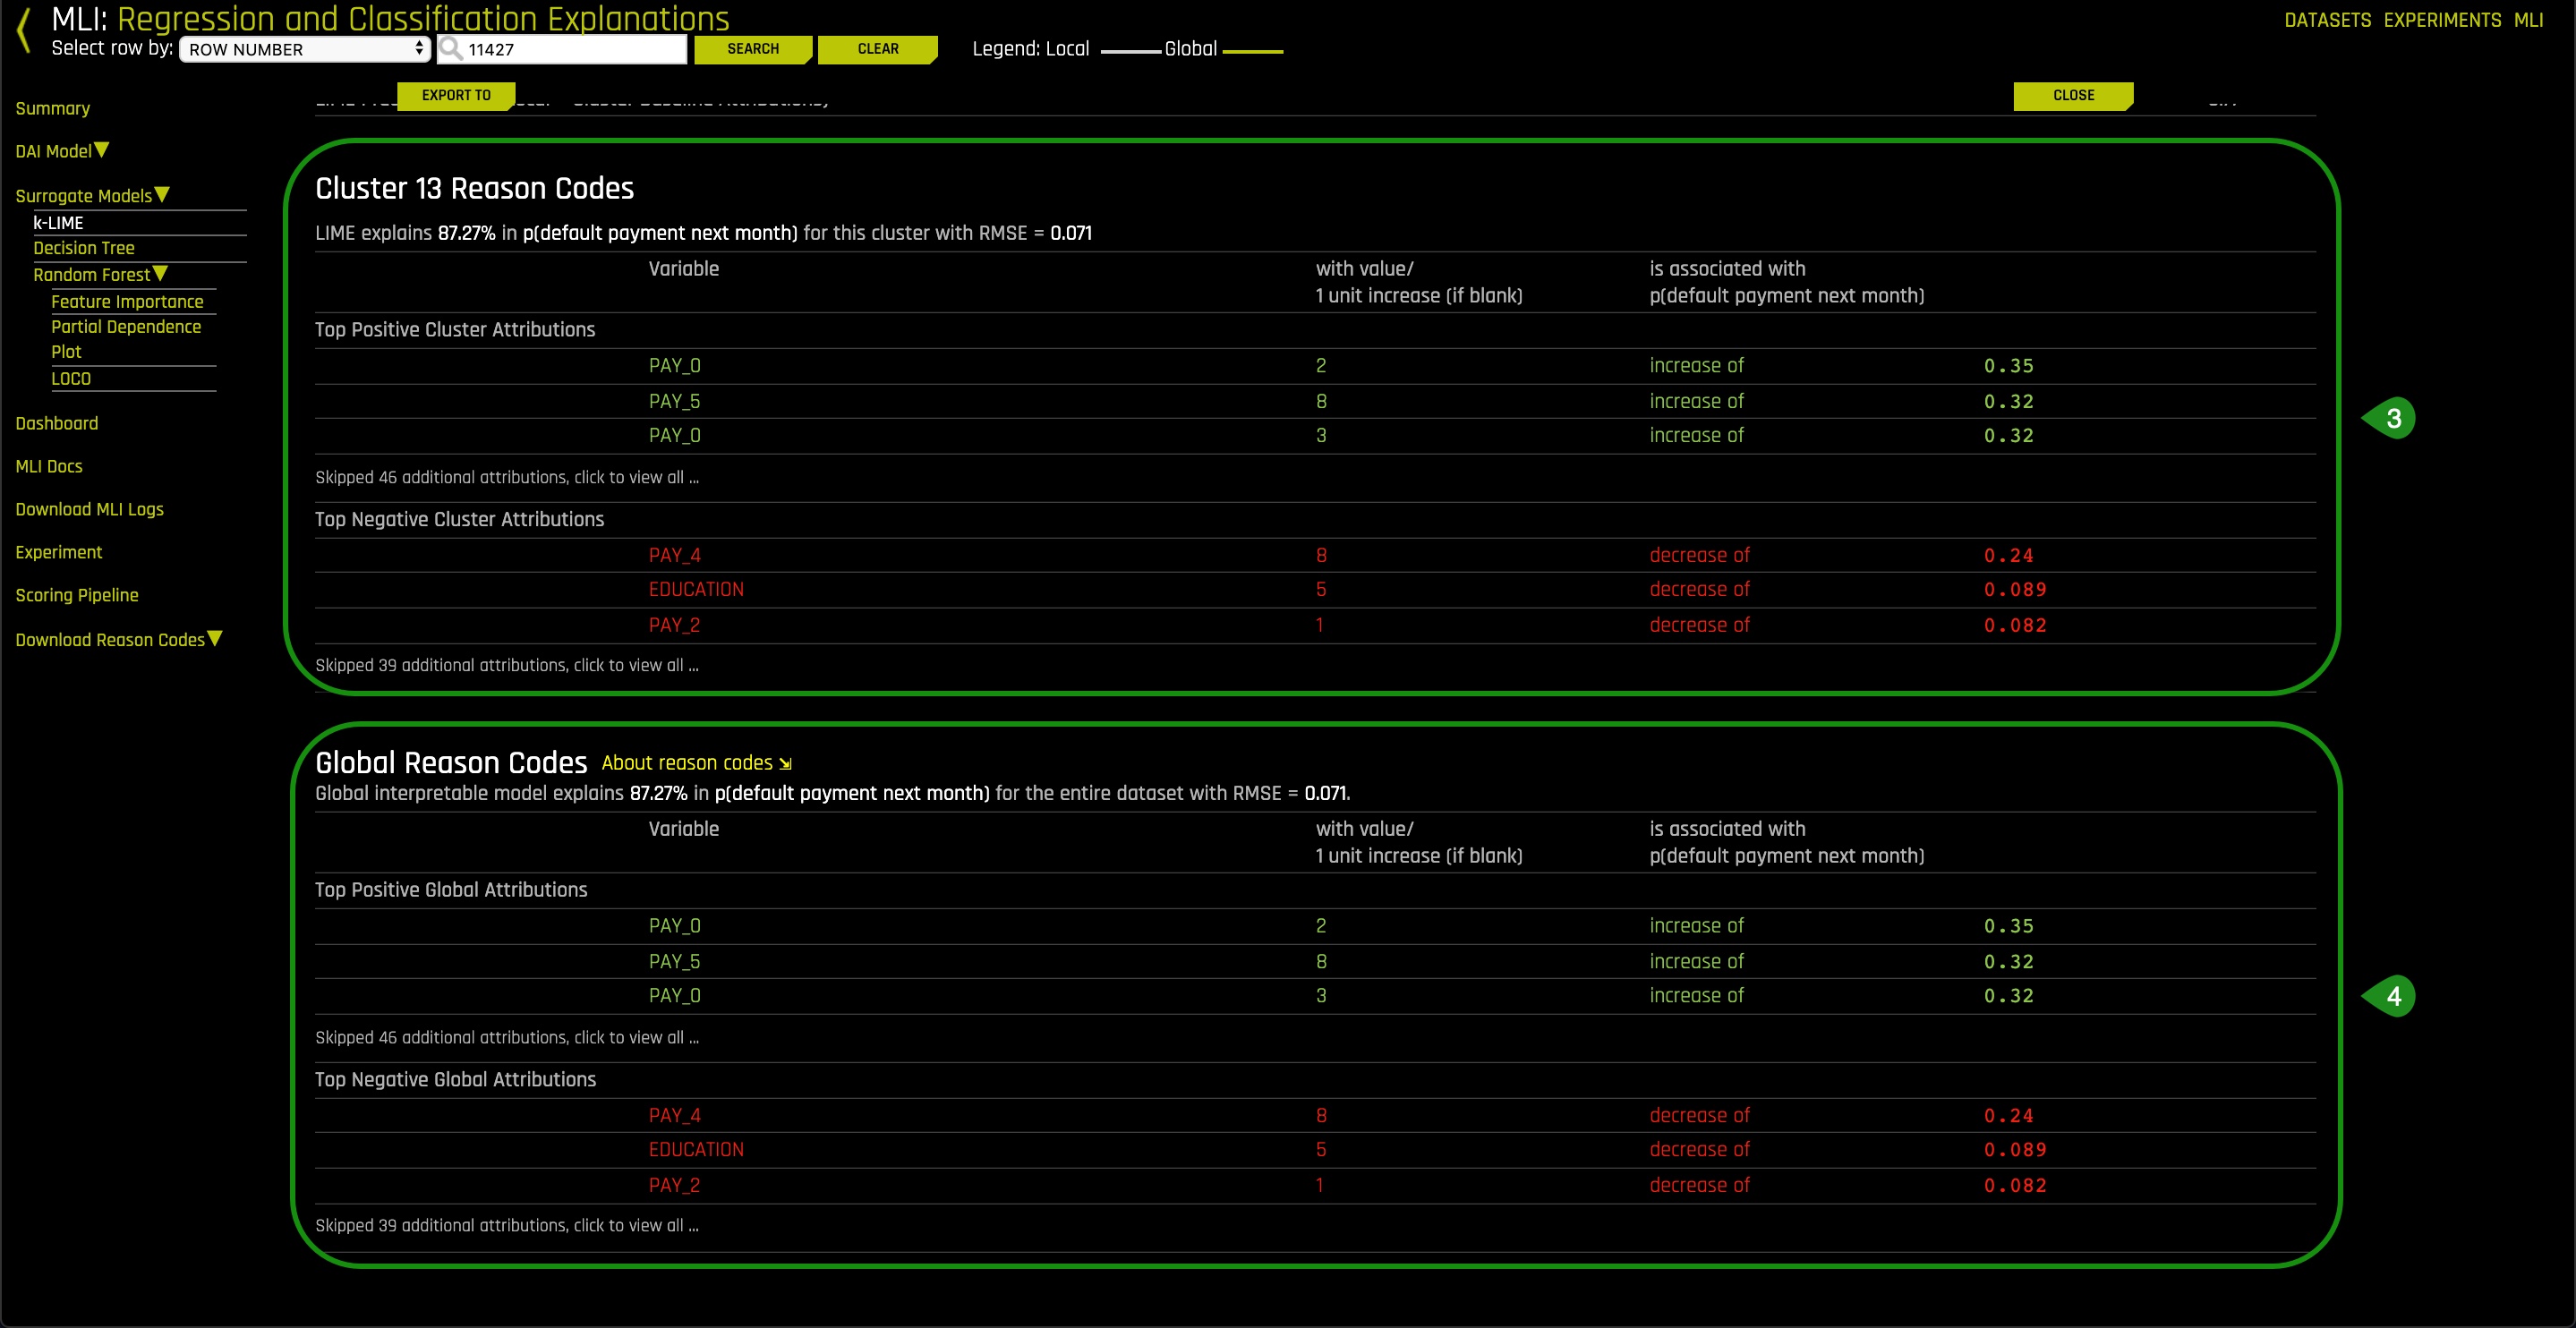 MLI: Regression and Classification Explanations
DATASETS EXPERIMENTS MLI
Select row by: ROW NUMBER 11427 SEARCH CLEAR Legend: Local Global
EXPORT TO
CLOSE
Summary
DAI Model
Surrogate Models
k-LIME
Decision Tree
Random Forest
Feature Importance
Partial Dependence
Plot
LOCO
Dashboard
MLI Docs
Download MLI Logs
Experiment
Scoring Pipeline
Download Reason Codes
Cluster 13 Reason Codes
LIME explains 87.27% in p(default payment next month) for this cluster with RMSE = 0.071
Variable with value/ is associated with
1 unit increase (if blank) p(default payment next month)
Top Positive Cluster Attributions
PAY_0 2 increase of 0.35
PAY_5 8 increase of 0.32
PAY_0 3 increase of 0.32
Skipped 46 additional attributions, click to view all ...
Top Negative Cluster Attributions
PAY_4 8 decrease of 0.24
EDUCATION 5 decrease of 0.089
PAY_2 1 decrease of 0.082
Skipped 39 additional attributions, click to view all ...
3
Global Reason Codes About reason codes ⇲
Global interpretable model explains 87.27% in p(default payment next month) for the entire dataset with RMSE = 0.071.
Variable with value/ is associated with
1 unit increase (if blank) p(default payment next month)
Top Positive Global Attributions
PAY_0 2 increase of 0.35
PAY_5 8 increase of 0.32
PAY_0 3 increase of 0.32
Skipped 46 additional attributions, click to view all ...
Top Negative Global Attributions
PAY_4 8 decrease of 0.24
EDUCATION 5 decrease of 0.089
PAY_2 1 decrease of 0.082
Skipped 39 additional attributions, click to view all ...
4